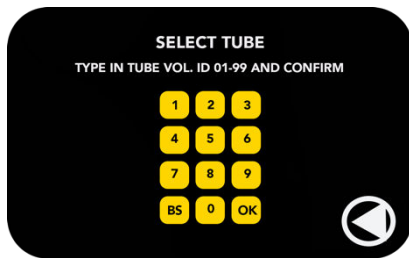 SELECT TUBE
TYPE IN TUBE VOL. ID 01-99 AND CONFIRM
1 2 3
4 5 6
7 8 9
BS 0 OK